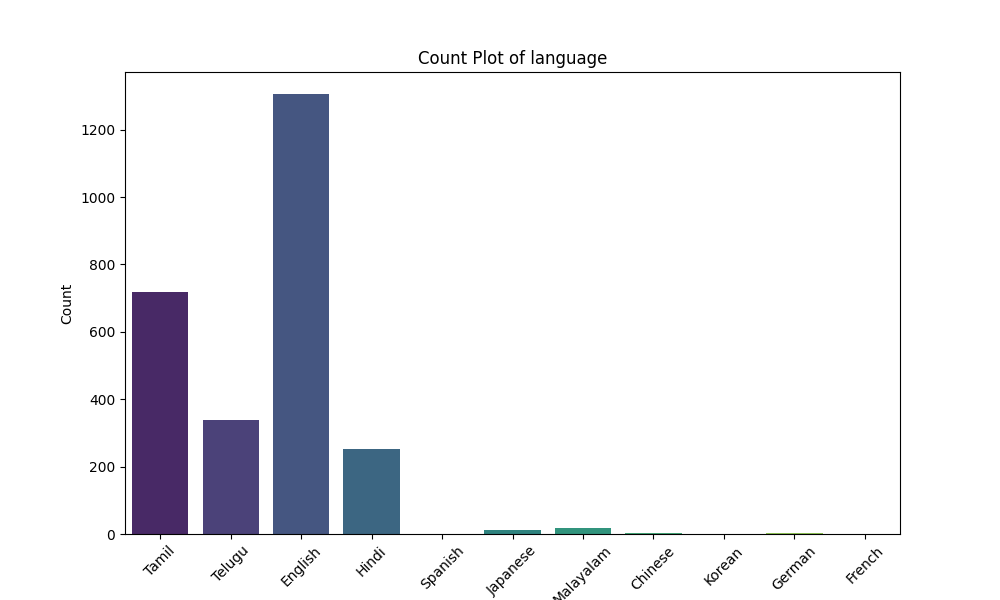 Count Plot of language
Count
1200
1000
800
600
400
200
0
Tamil
Telugu
English
Hindi
Spanish
Japanese
Malayalam
Chinese
Korean
German
French